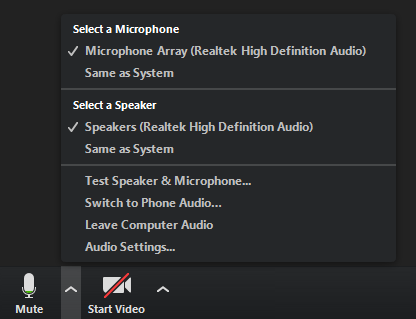 Select a Microphone
✓ Microphone Array (Realtek High Definition Audio)
Same as System
Select a Speaker
✓ Speakers (Realtek High Definition Audio)
Same as System
Test Speaker & Microphone...
Switch to Phone Audio...
Leave Computer Audio
Audio Settings...
Mute
Start Video